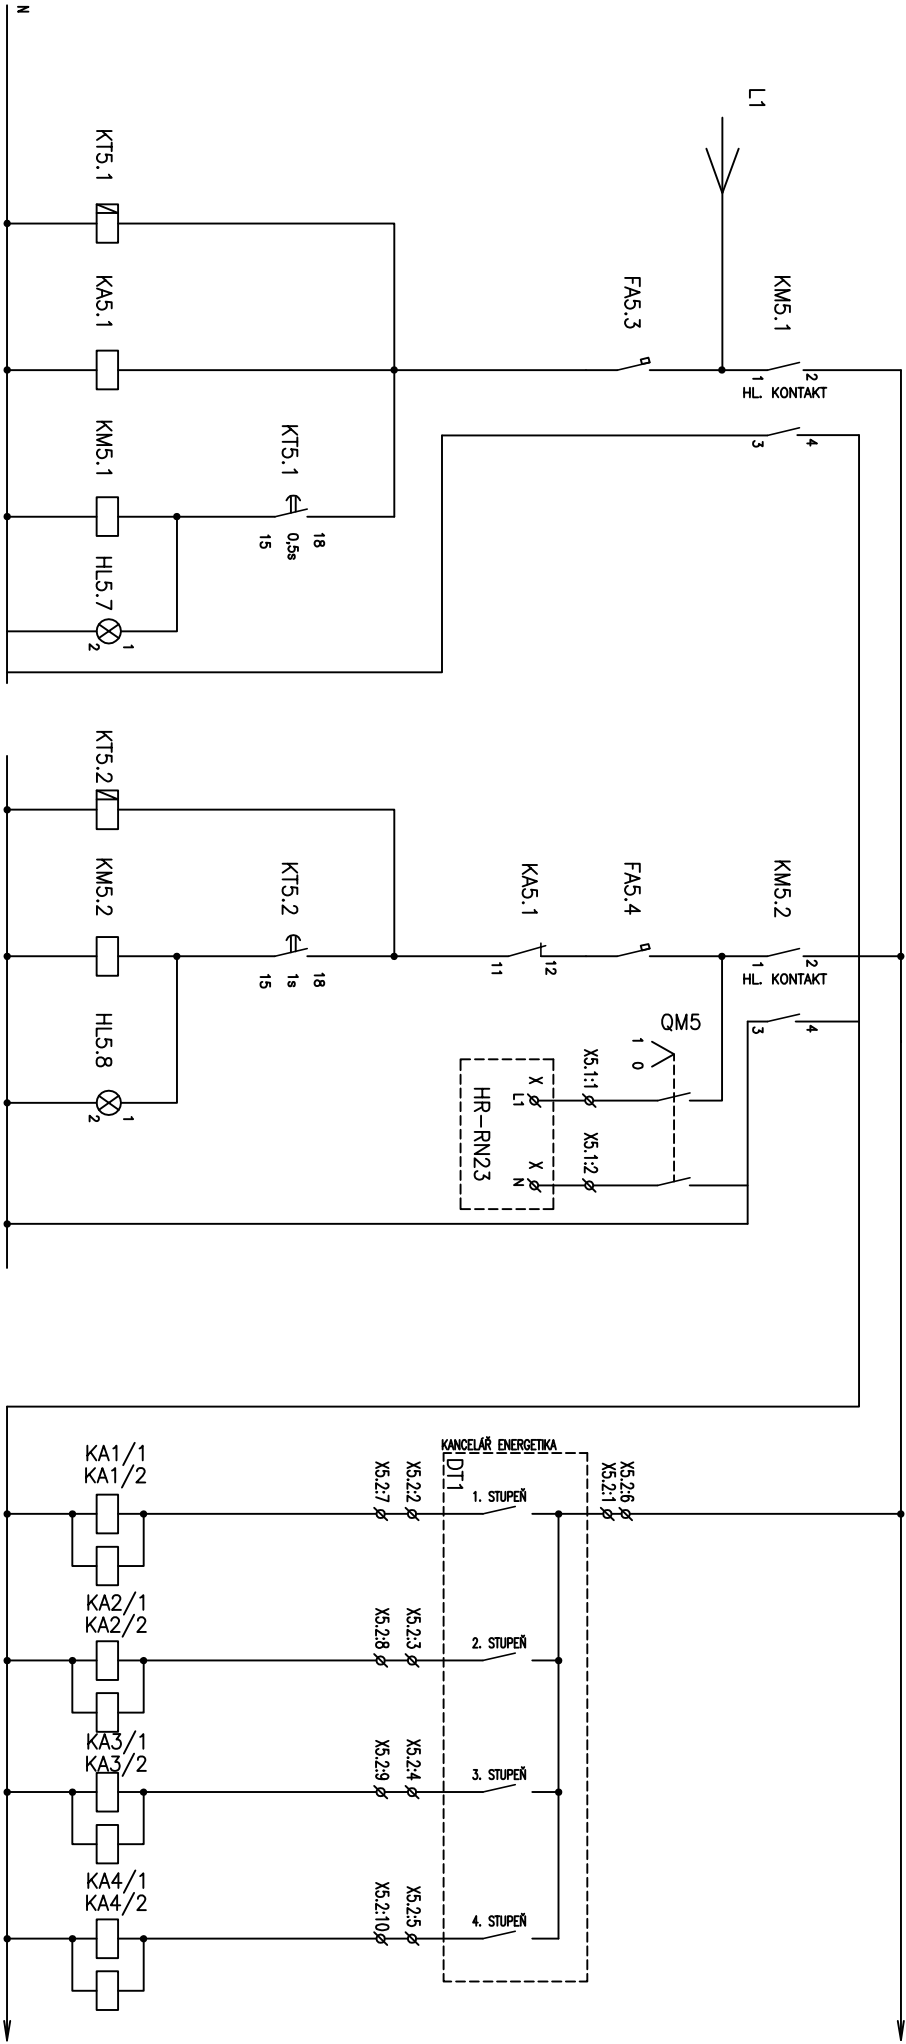 N
L1
KT5.1
KA5.1
KM5.1
HL5.7
1
2
KT5.1
15
0,5s
18
FA5.3
KM5.1
1
2
HL. KONTAKT
3
4
KT5.2
KM5.2
HL5.8
1
2
KT5.2
15
1s
18
KA5.1
11
12
FA5.4
KM5.2
1
2
HL. KONTAKT
3
4
QM5
1
0
X5.1:1
X5.1:2
X
L1
X
N
HR-RN23
KANCELÁŘ ENERGETIKA
DT1
X5.2:6
X5.2:1
1. STUPEŇ
X5.2:2
X5.2:7
KA1/1
KA1/2
2. STUPEŇ
X5.2:3
X5.2:8
KA2/1
KA2/2
3. STUPEŇ
X5.2:4
X5.2:9
KA3/1
KA3/2
4. STUPEŇ
X5.2:5
X5.2:10
KA4/1
KA4/2